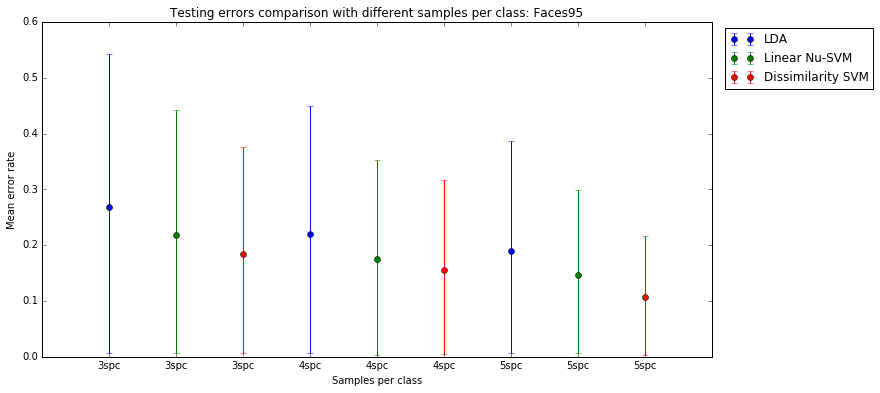 Testing errors comparison with different samples per class: Faces95
0.6
0.5
0.4
0.3
0.2
0.1
0.0
Mean error rate
3spc 3spc 3spc 4spc 4spc 4spc 5spc 5spc 5spc
Samples per class
LDA
Linear Nu-SVM
Dissimilarity SVM